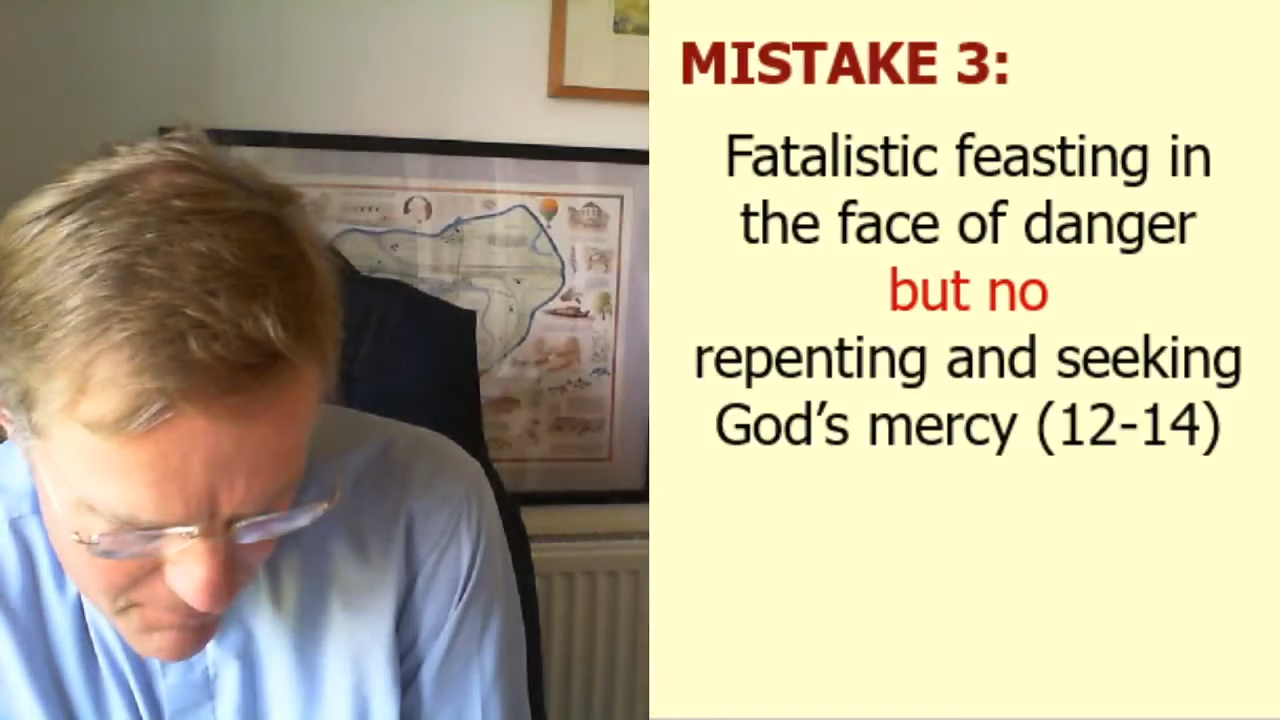 MISTAKE 3:
Fatalistic feasting in
the face of danger
but no
repenting and seeking
God’s mercy (12-14)